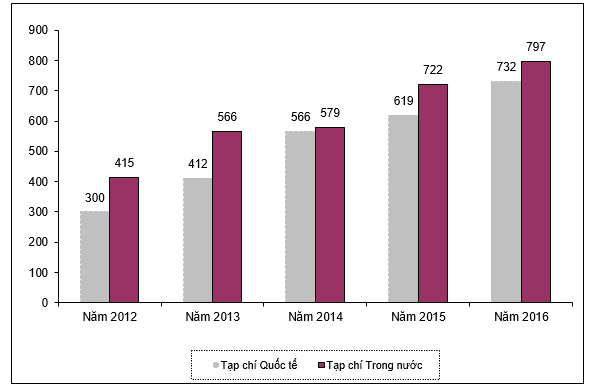 900
800
700
600
500
400
300
200
100
0
300
415
412
566
566
579
619
722
732
797
Năm 2012
Năm 2013
Năm 2014
Năm 2015
Năm 2016
Tạp chí Quốc tế
Tạp chí Trong nước